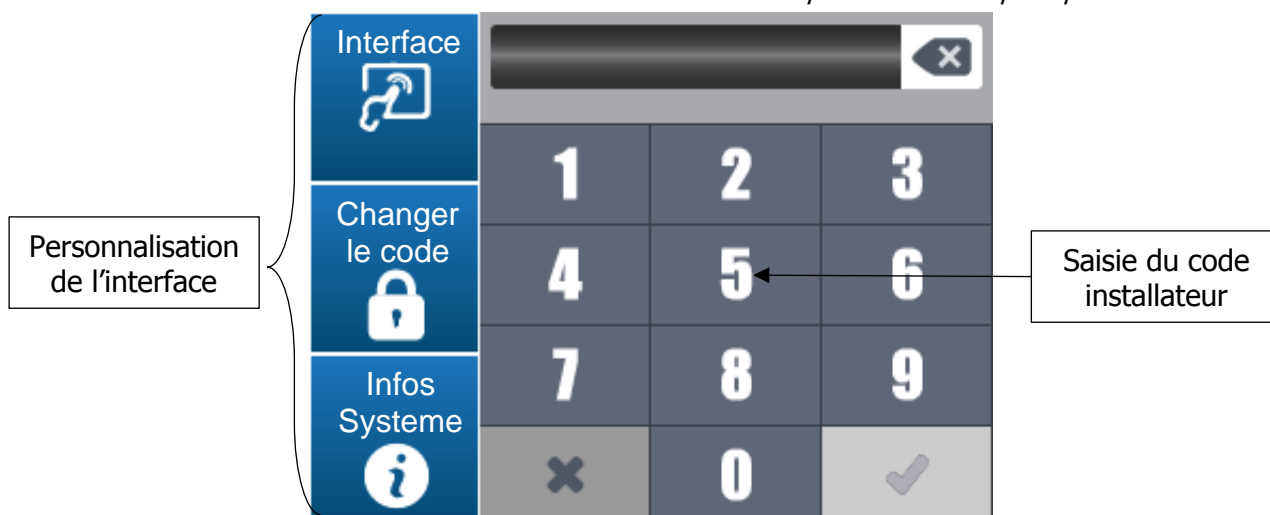 Interface
Changer
le code
Infos
Systeme
1 2 3
4 5 6
7 8 9
0
Personnalisation
de l’interface
Saisie du code
installateur